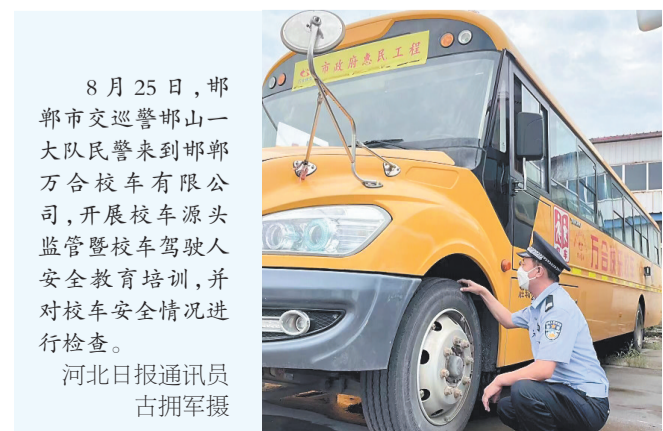 8月25日,邯
郸市交巡警邯山一
大队民警来到邯郸
万合校车有限公
司,开展校车源头
监管暨校车驾驶人
安全教育培训,并
对校车安全情况进
行检查。
河北日报通讯员
古拥军摄
市政府惠民工程
万合校